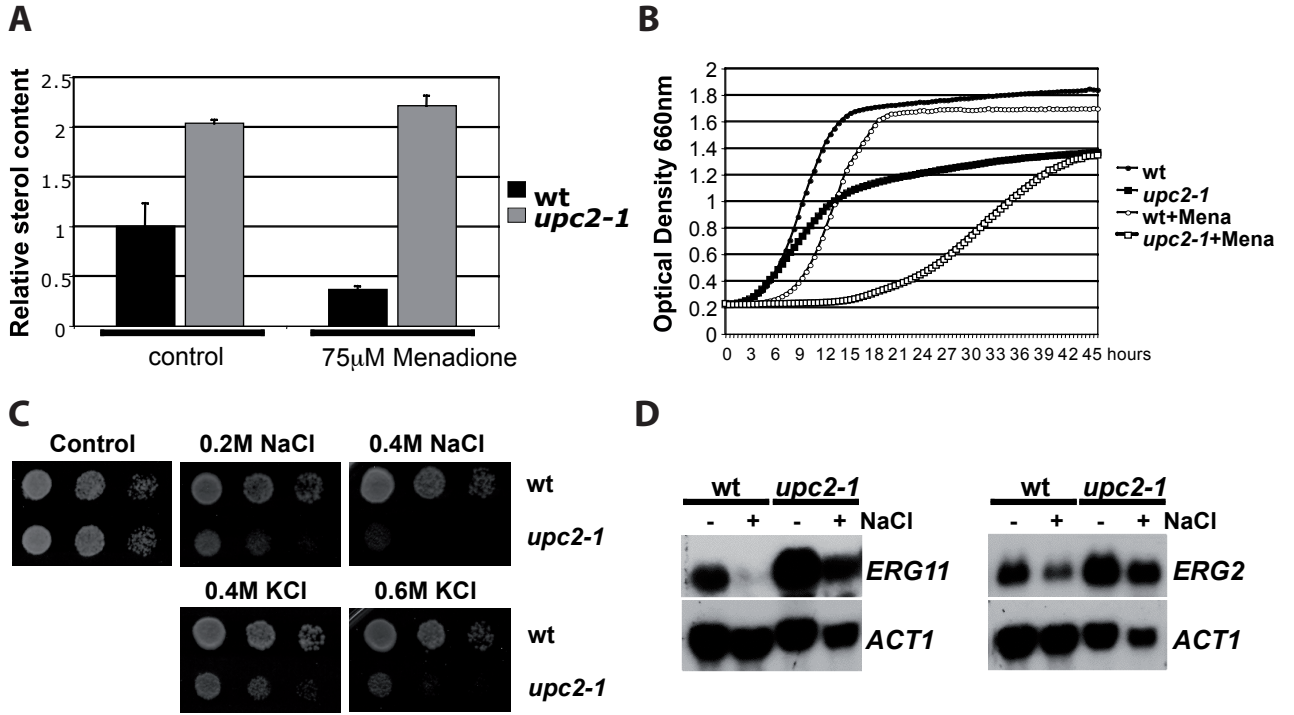 A
Relative sterol content
2.5
2
1.5
1
0.5
0
control
75μM Menadione
wt
upc2-1
B
Optical Density 660nm
2
1.8
1.6
1.4
1.2
1
0.8
0.6
0.4
0.2
0
0 3 6 9 12 15 18 21 24 27 30 33 36 39 42 45 hours
wt
upc2-1
wt+Mena
upc2-1+Mena
C
Control 0.2M NaCl 0.4M NaCl
wt
upc2-1
0.4M KCl 0.6M KCl
wt
upc2-1
D
wt upc2-1
- + - + NaCl
ERG11
ACT1
wt upc2-1
- + - + NaCl
ERG2
ACT1